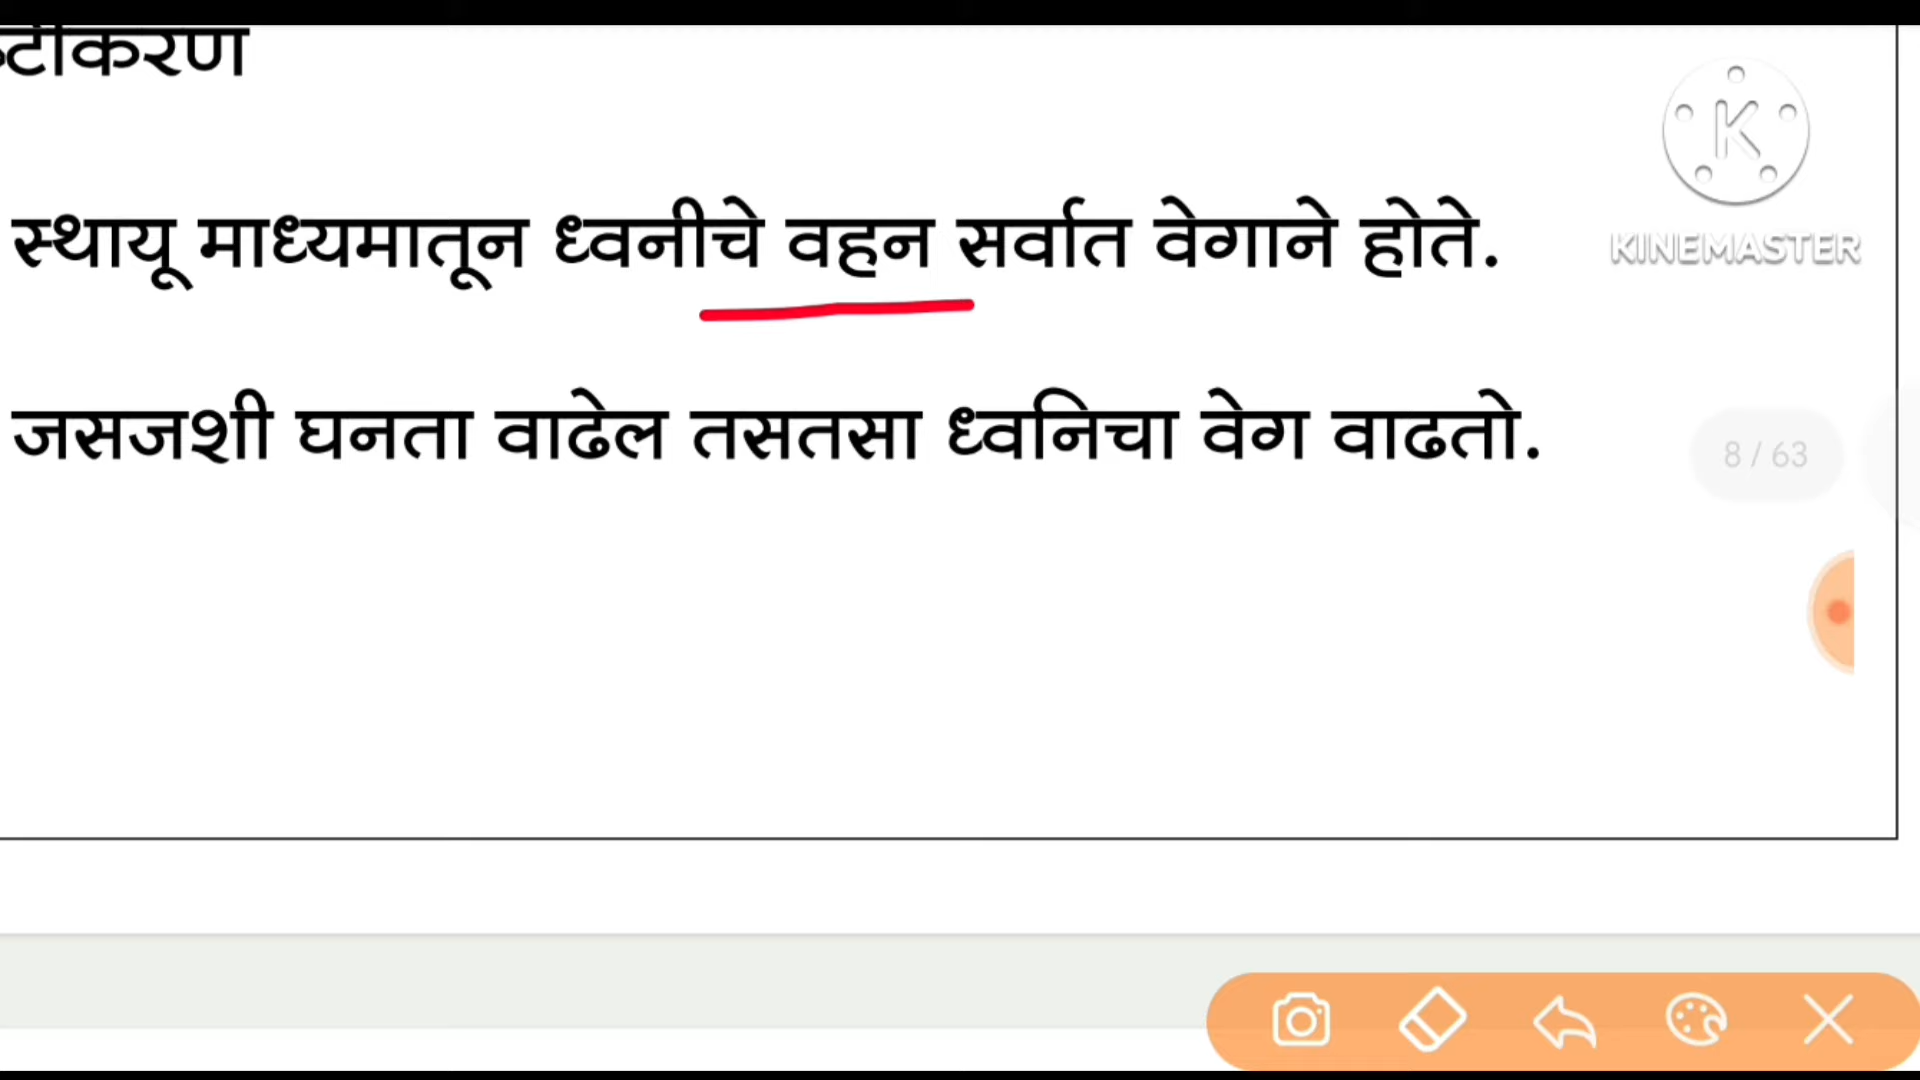 स्थायू माध्यमातून ध्वनीचे वहन सर्वात वेगाने होते.
जसजशी घनता वाढेल तसतसा ध्वनिचा वेग वाढतो.
K
KINEMASTER
8 / 63